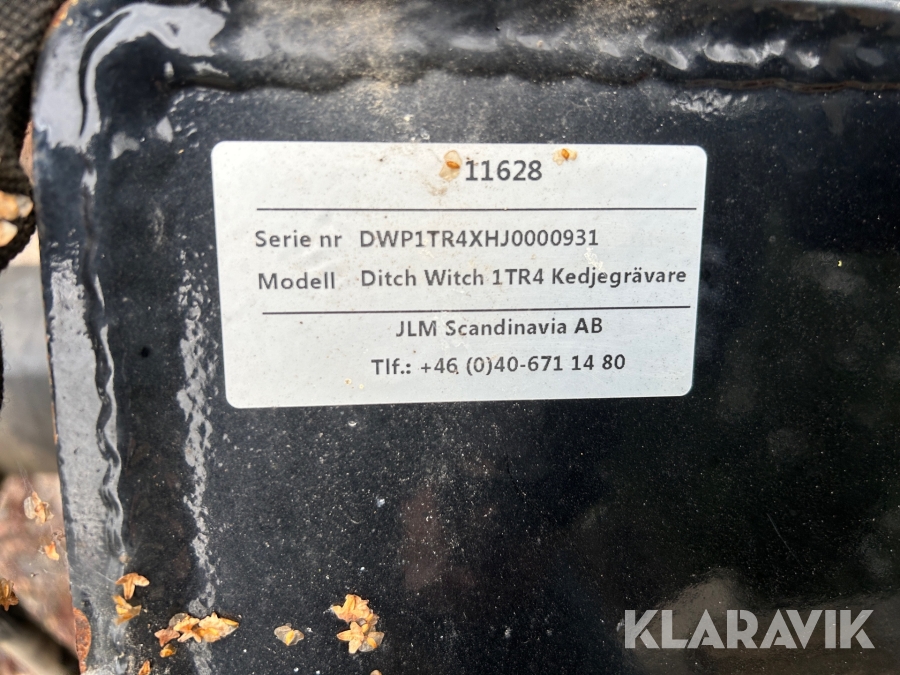 11628
Serie nr DWP1TR4XHJ0000931
Modell Ditch Witch 1TR4 Kedjegrävare
JLM Scandinavia AB
Tlf.: +46 (0)40-671 14 80
KLARAVIK